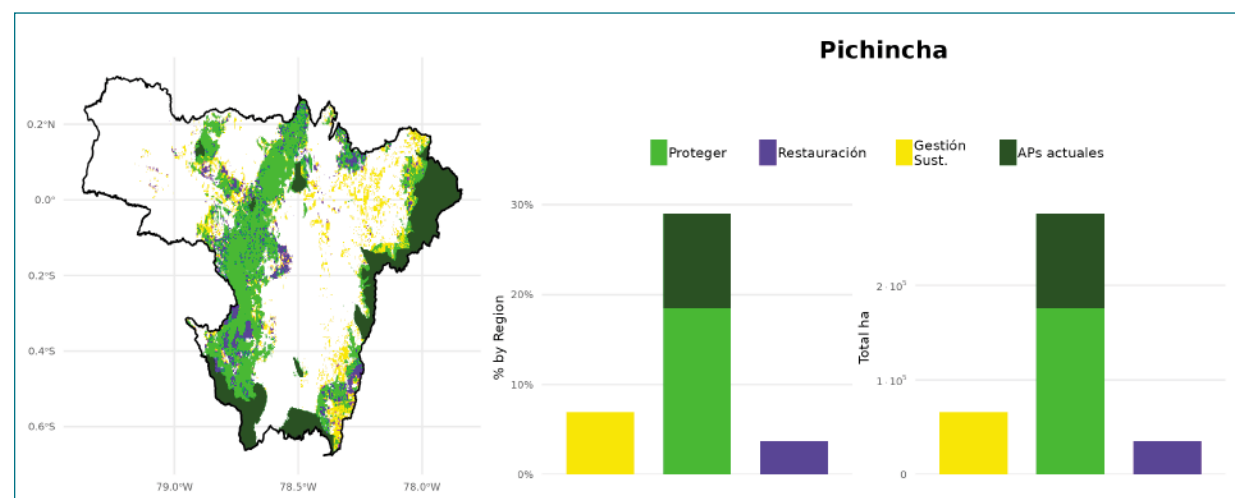 Pichincha
Proteger
Restauración
Gestión
Sust.
APs actuales
0.2°N
0.0°
0.2°S
0.4°S
0.6°S
79.0°W
78.5°W
78.0°W
% by Region
30%
20%
10%
0%
Total ha
2·10⁵
1·10⁵
0